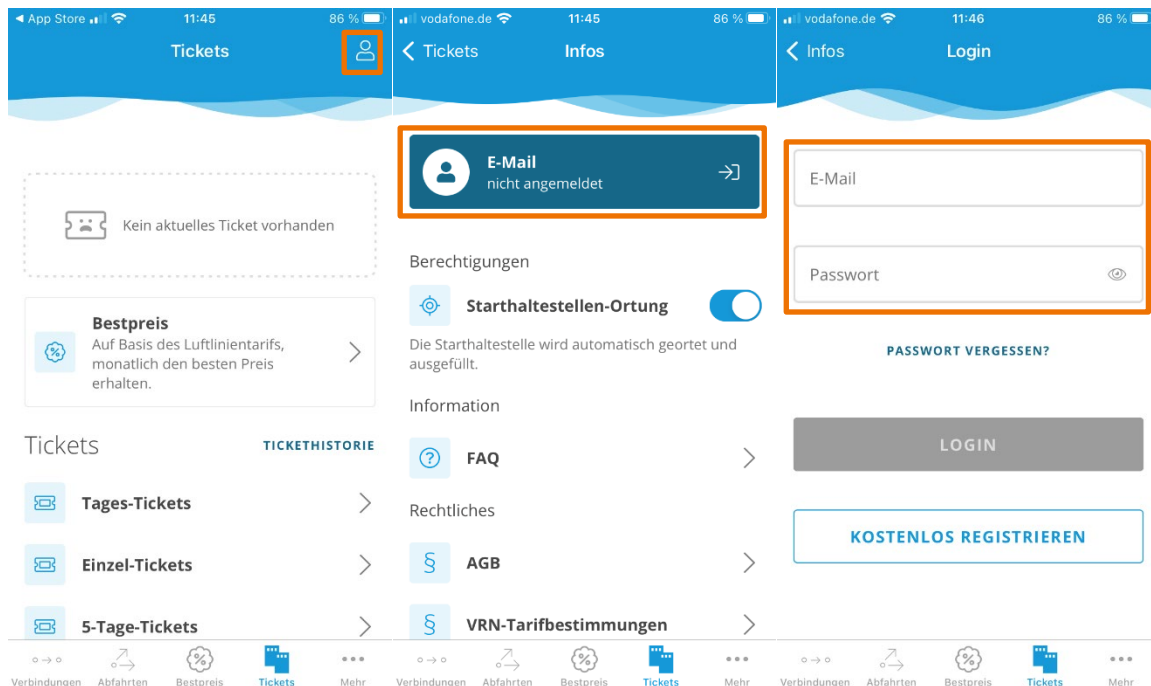 App Store
11:45
86 %
Tickets
Kein aktuelles Ticket vorhanden
Bestpreis
Auf Basis des Luftlinientarifs,
monatlich den besten Preis
erhalten.
Tickets
TICKETHISTORIE
Tages-Tickets
Einzel-Tickets
5-Tage-Tickets
Verbindungen
Abfahrten
Bestpreis
Tickets
Mehr
vodafone.de
11:45
86 %
Tickets
Infos
E-Mail
nicht angemeldet
Berechtigungen
Starthaltestellen-Ortung
Die Starthaltestelle wird automatisch geortet und
ausgefüllt.
Information
FAQ
Rechtliches
§ AGB
§ VRN-Tarifbestimmungen
Verbindungen
Abfahrten
Bestpreis
Tickets
Mehr
vodafone.de
11:46
86 %
Infos
Login
E-Mail
Passwort
PASSWORT VERGESSEN?
LOGIN
KOSTENLOS REGISTRIEREN
Verbindungen
Abfahrten
Bestpreis
Tickets
Mehr